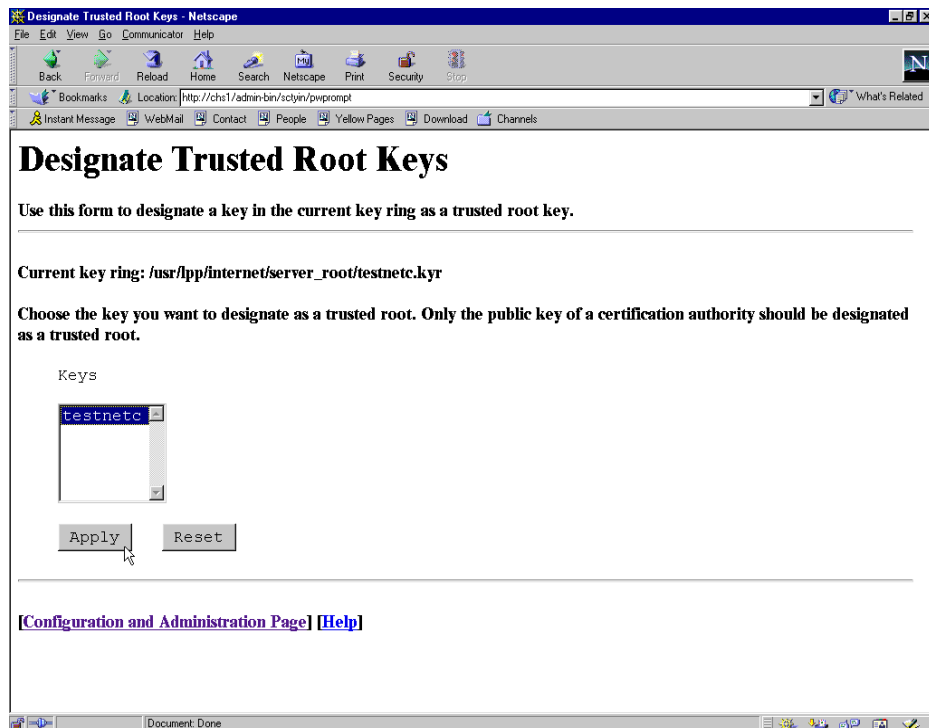 Designate Trusted Root Keys - Netscape
File Edit View Go Communicator Help
Back Forward Reload Home Search Netscape Print Security Stop
My
N
Bookmarks Location: http://chs1/admin-bin/sctyin/pwprompt What's Related
Instant Message WebMail Contact People Yellow Pages Download Channels
Designate Trusted Root Keys
Use this form to designate a key in the current key ring as a trusted root key.
Current key ring: /usr/lpp/internet/server_root/testnetc.kyr
Choose the key you want to designate as a trusted root. Only the public key of a certification authority should be designated
as a trusted root.
Keys
testnetc
Apply Reset
[Configuration and Administration Page] [Help]
Document: Done